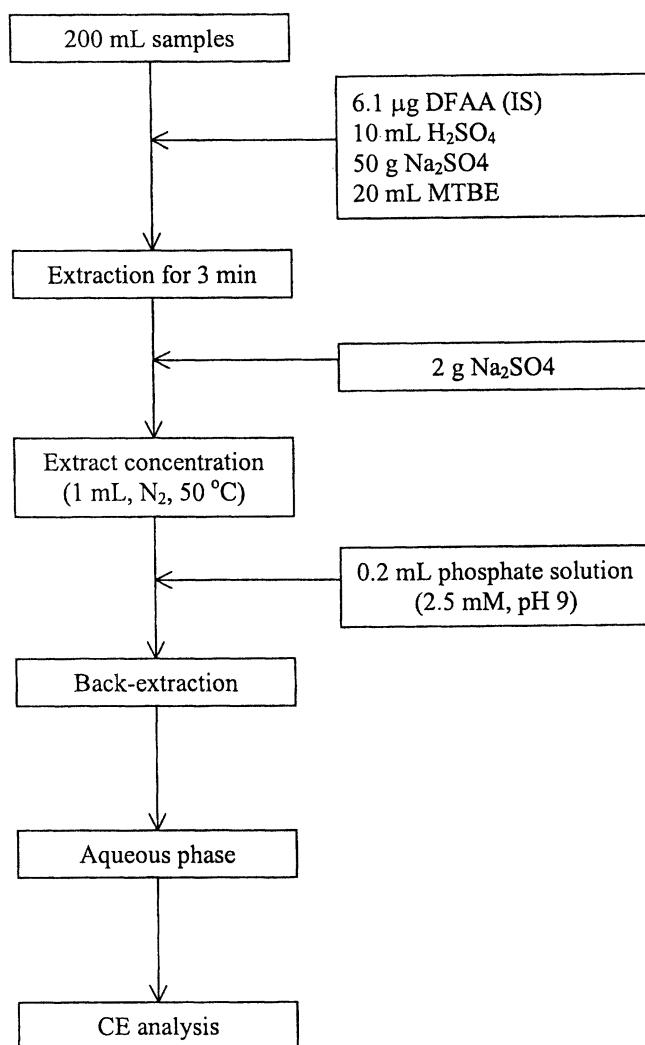 200 mL samples
6.1 µg DFAA (IS)
10 mL H₂SO₄
50 g Na₂SO4
20 mL MTBE
Extraction for 3 min
2 g Na₂SO4
Extract concentration
(1 mL, N₂, 50 °C)
0.2 mL phosphate solution
(2.5 mM, pH 9)
Back-extraction
Aqueous phase
CE analysis